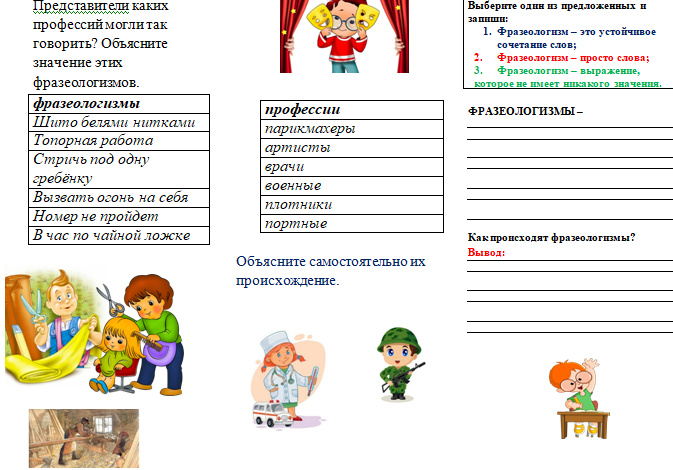 Представители каких
профессий могли так
говорить? Объясните
значение этих
фразеологизмов.
фразеологизмы
Шито белями нитками
Топорная работа
Стричь под одну
гребёнку
Вызвать огонь на себя
Номер не пройдет
В час по чайной ложке
профессии
парикмахеры
артисты
врачи
военные
плотники
портные
Объясните самостоятельно их
происхождение.
Выберите один из предложенных и
запиши:
1. Фразеологизм – это устойчивое
сочетание слов;
2. Фразеологизм – просто слова;
3. Фразеологизм – выражение,
которое не имеет никакого значения.
ФРАЗЕОЛОГИЗМЫ –
Как происходят фразеологизмы?
Вывод: